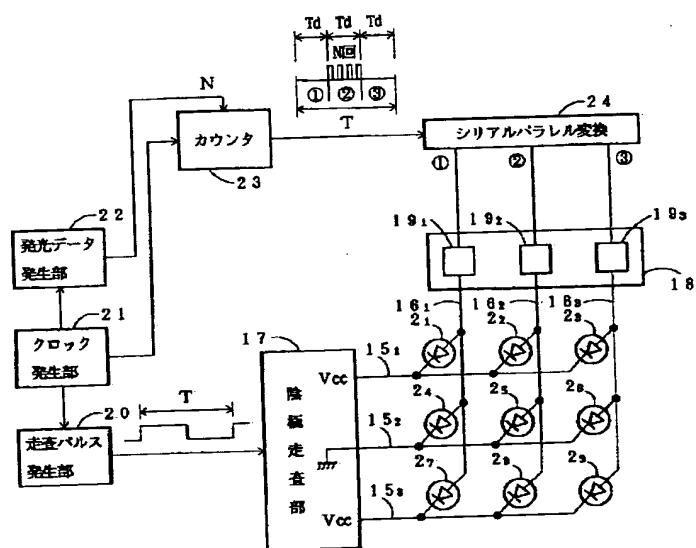 Td Td Td
N回
① ② ③
T
N
カウンタ
23
24
シリアルパラレル変換
① ② ③
22
発光データ
発生部
21
クロック
発生部
20
走査パルス
発生部
T
17
陰極走査部
Vcc
Vcc
19₁ 19₂ 19₃
18
16₁ 16₂ 16₃
2₁ 2₂ 2₃
15₁
2₄ 2₅ 2₆
15₂
2₇ 2₈ 2₉
15₃